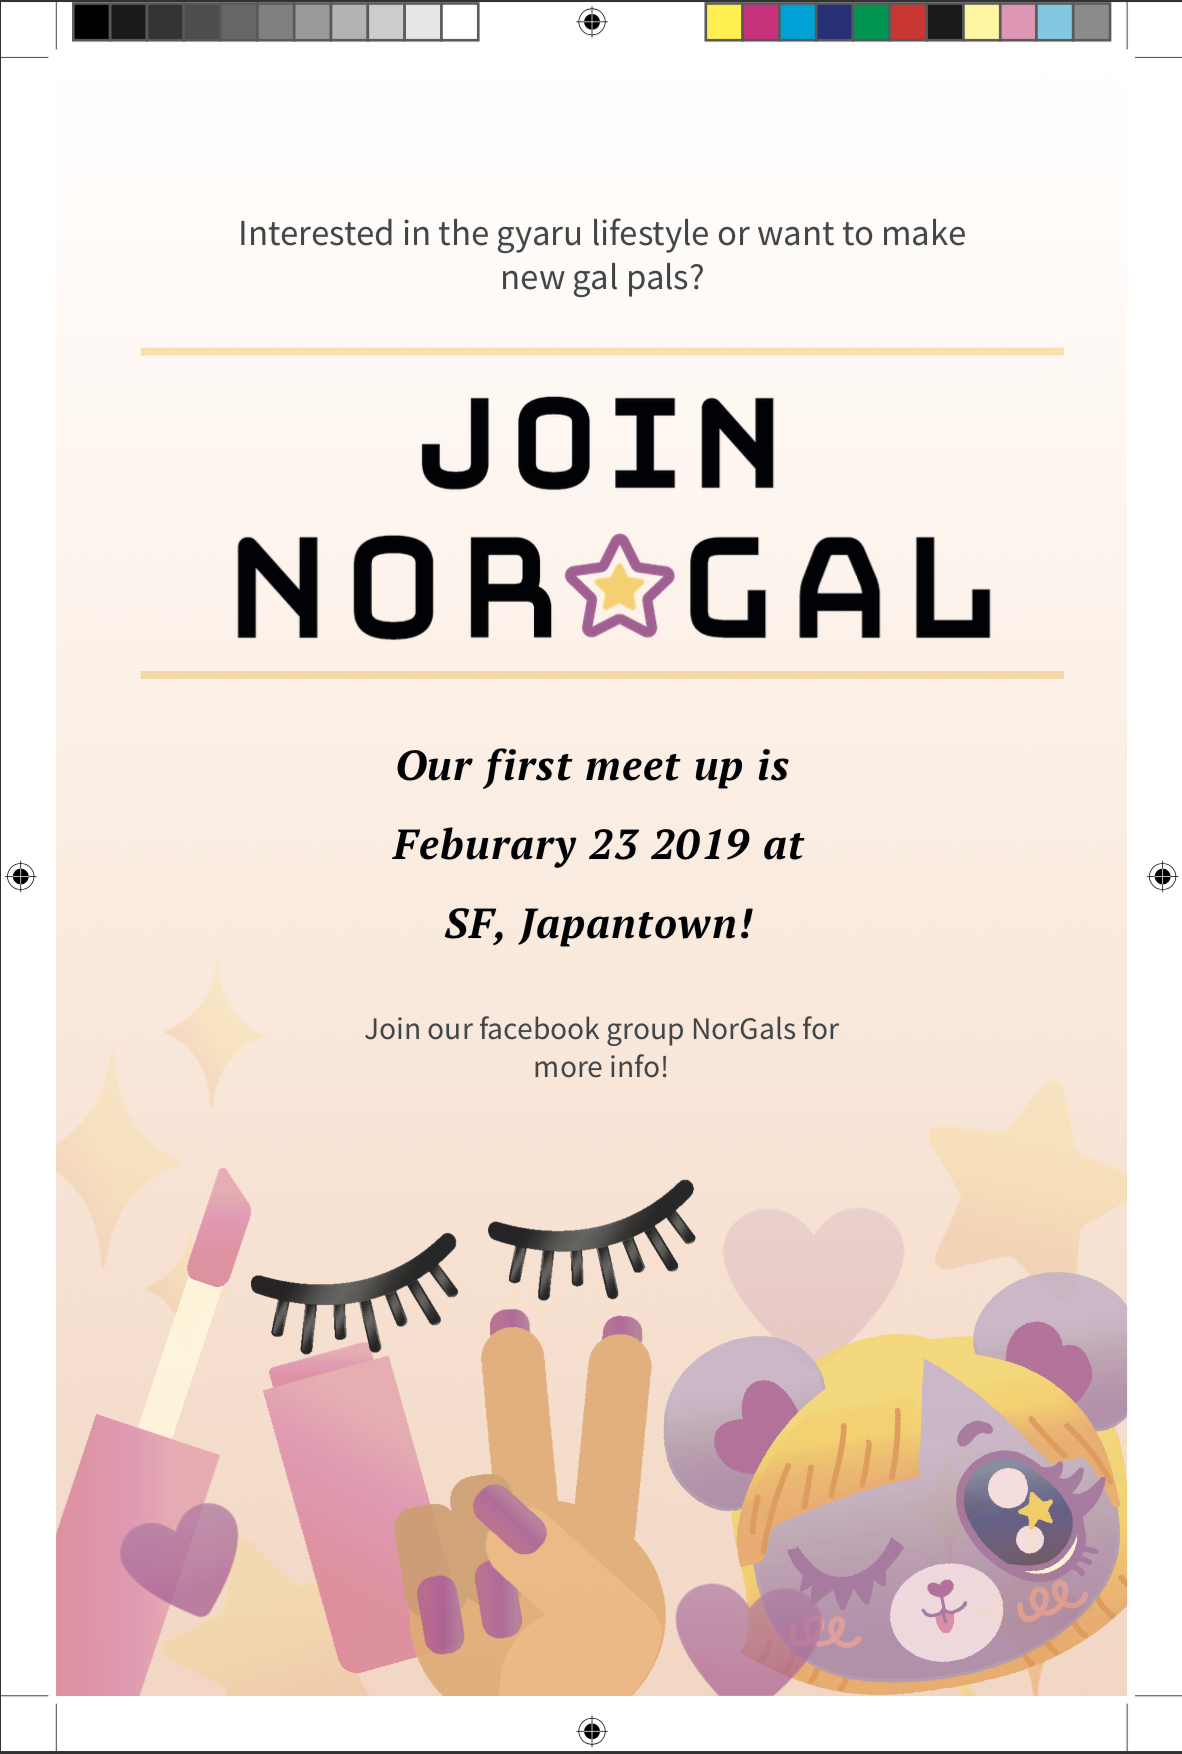 Interested in the gyaru lifestyle or want to make
new gal pals?
JOIN
NOR GAL
Our first meet up is
Feburary 23 2019 at
SF, Japantown!
Join our facebook group NorGals for
more info!